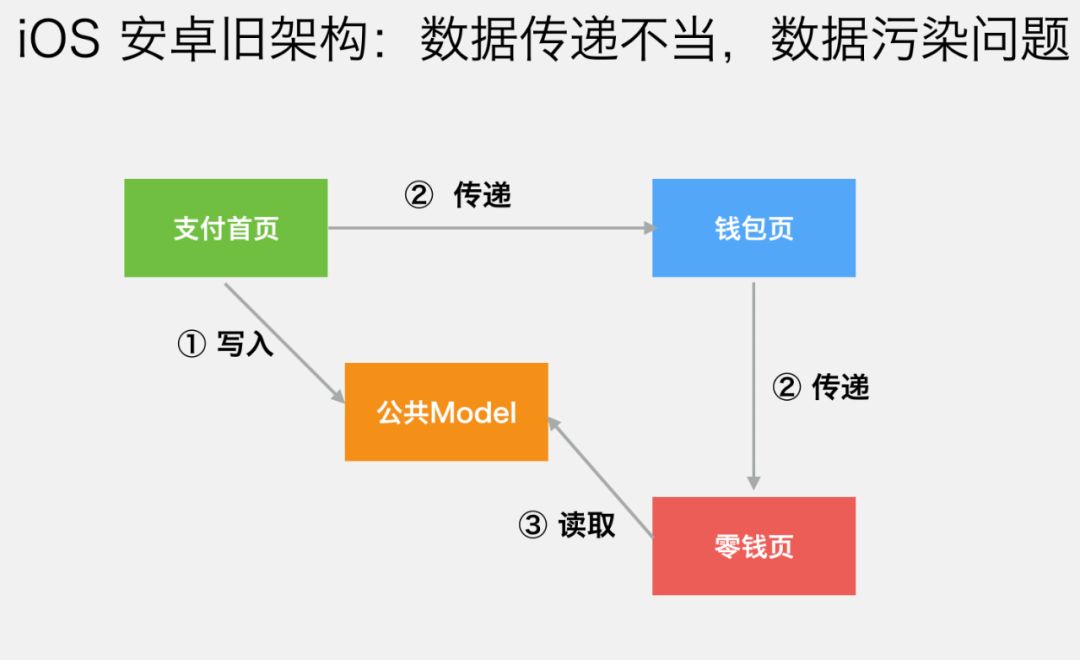 iOS 安卓旧架构：数据传递不当，数据污染问题
② 传递
支付首页
钱包页
① 写入
公共Model
② 传递
③ 读取
零钱页